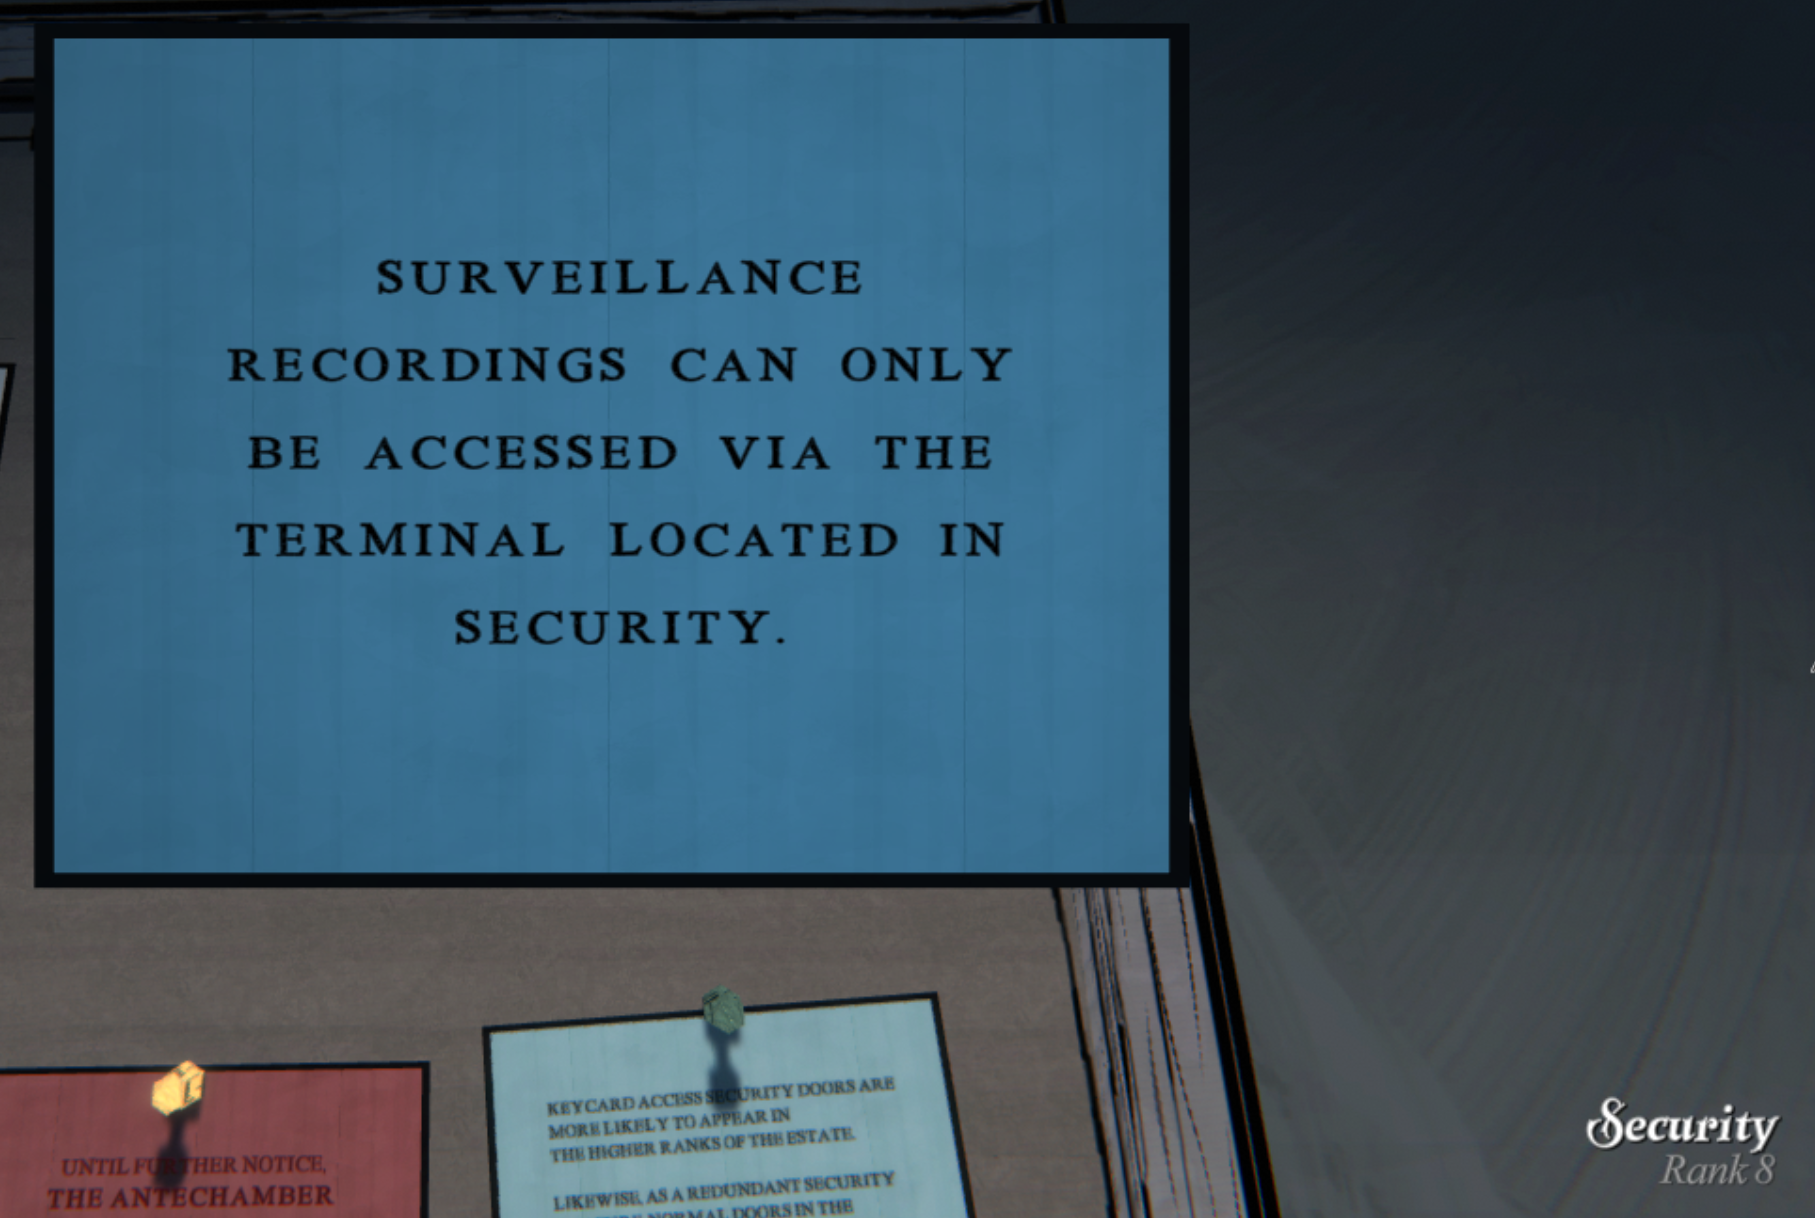 SURVEILLANCE
RECORDINGS CAN ONLY
BE ACCESSED VIA THE
TERMINAL LOCATED IN
SECURITY.
UNTIL FURTHER NOTICE,
THE ANTECHAMBER
KEYCARD ACCESS SECURITY DOORS ARE
MORE LIKELY TO APPEAR IN
THE HIGHER RANKS OF THE ESTATE.
LIKEWISE, AS A REDUNDANT SECURITY
NORMAL DOORS IN THE
Security
Rank 8